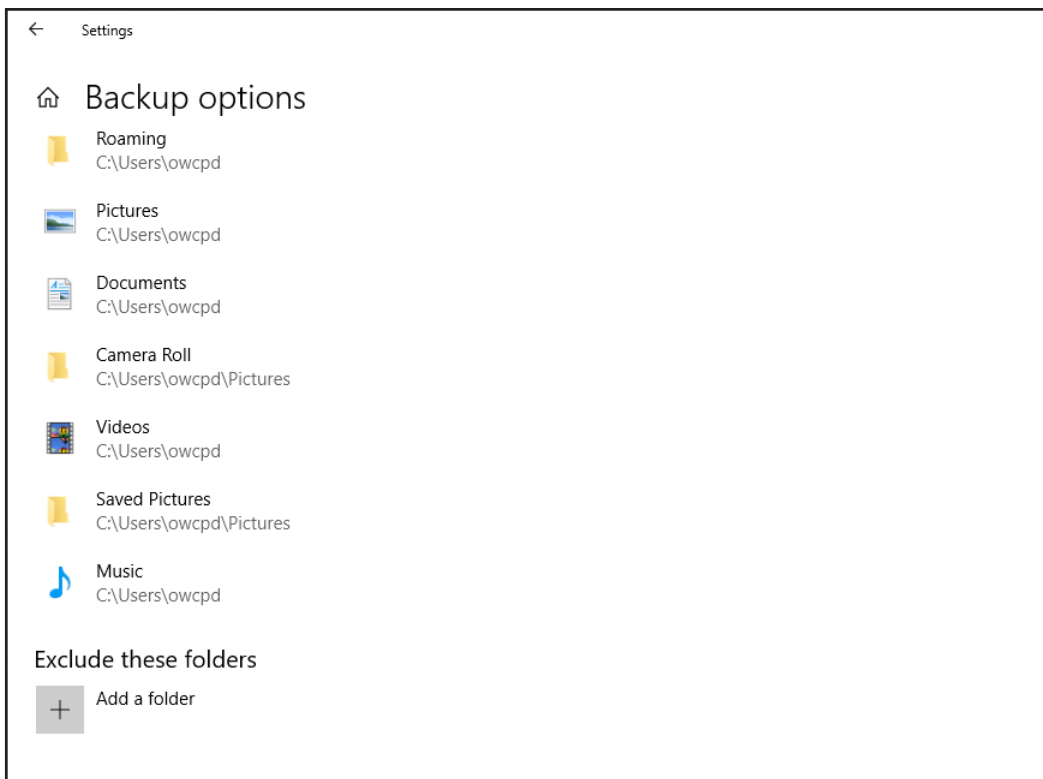 Settings
Backup options
Roaming
C:\Users\owcpd
Pictures
C:\Users\owcpd
Documents
C:\Users\owcpd
Camera Roll
C:\Users\owcpd\Pictures
Videos
C:\Users\owcpd
Saved Pictures
C:\Users\owcpd\Pictures
Music
C:\Users\owcpd
Exclude these folders
Add a folder